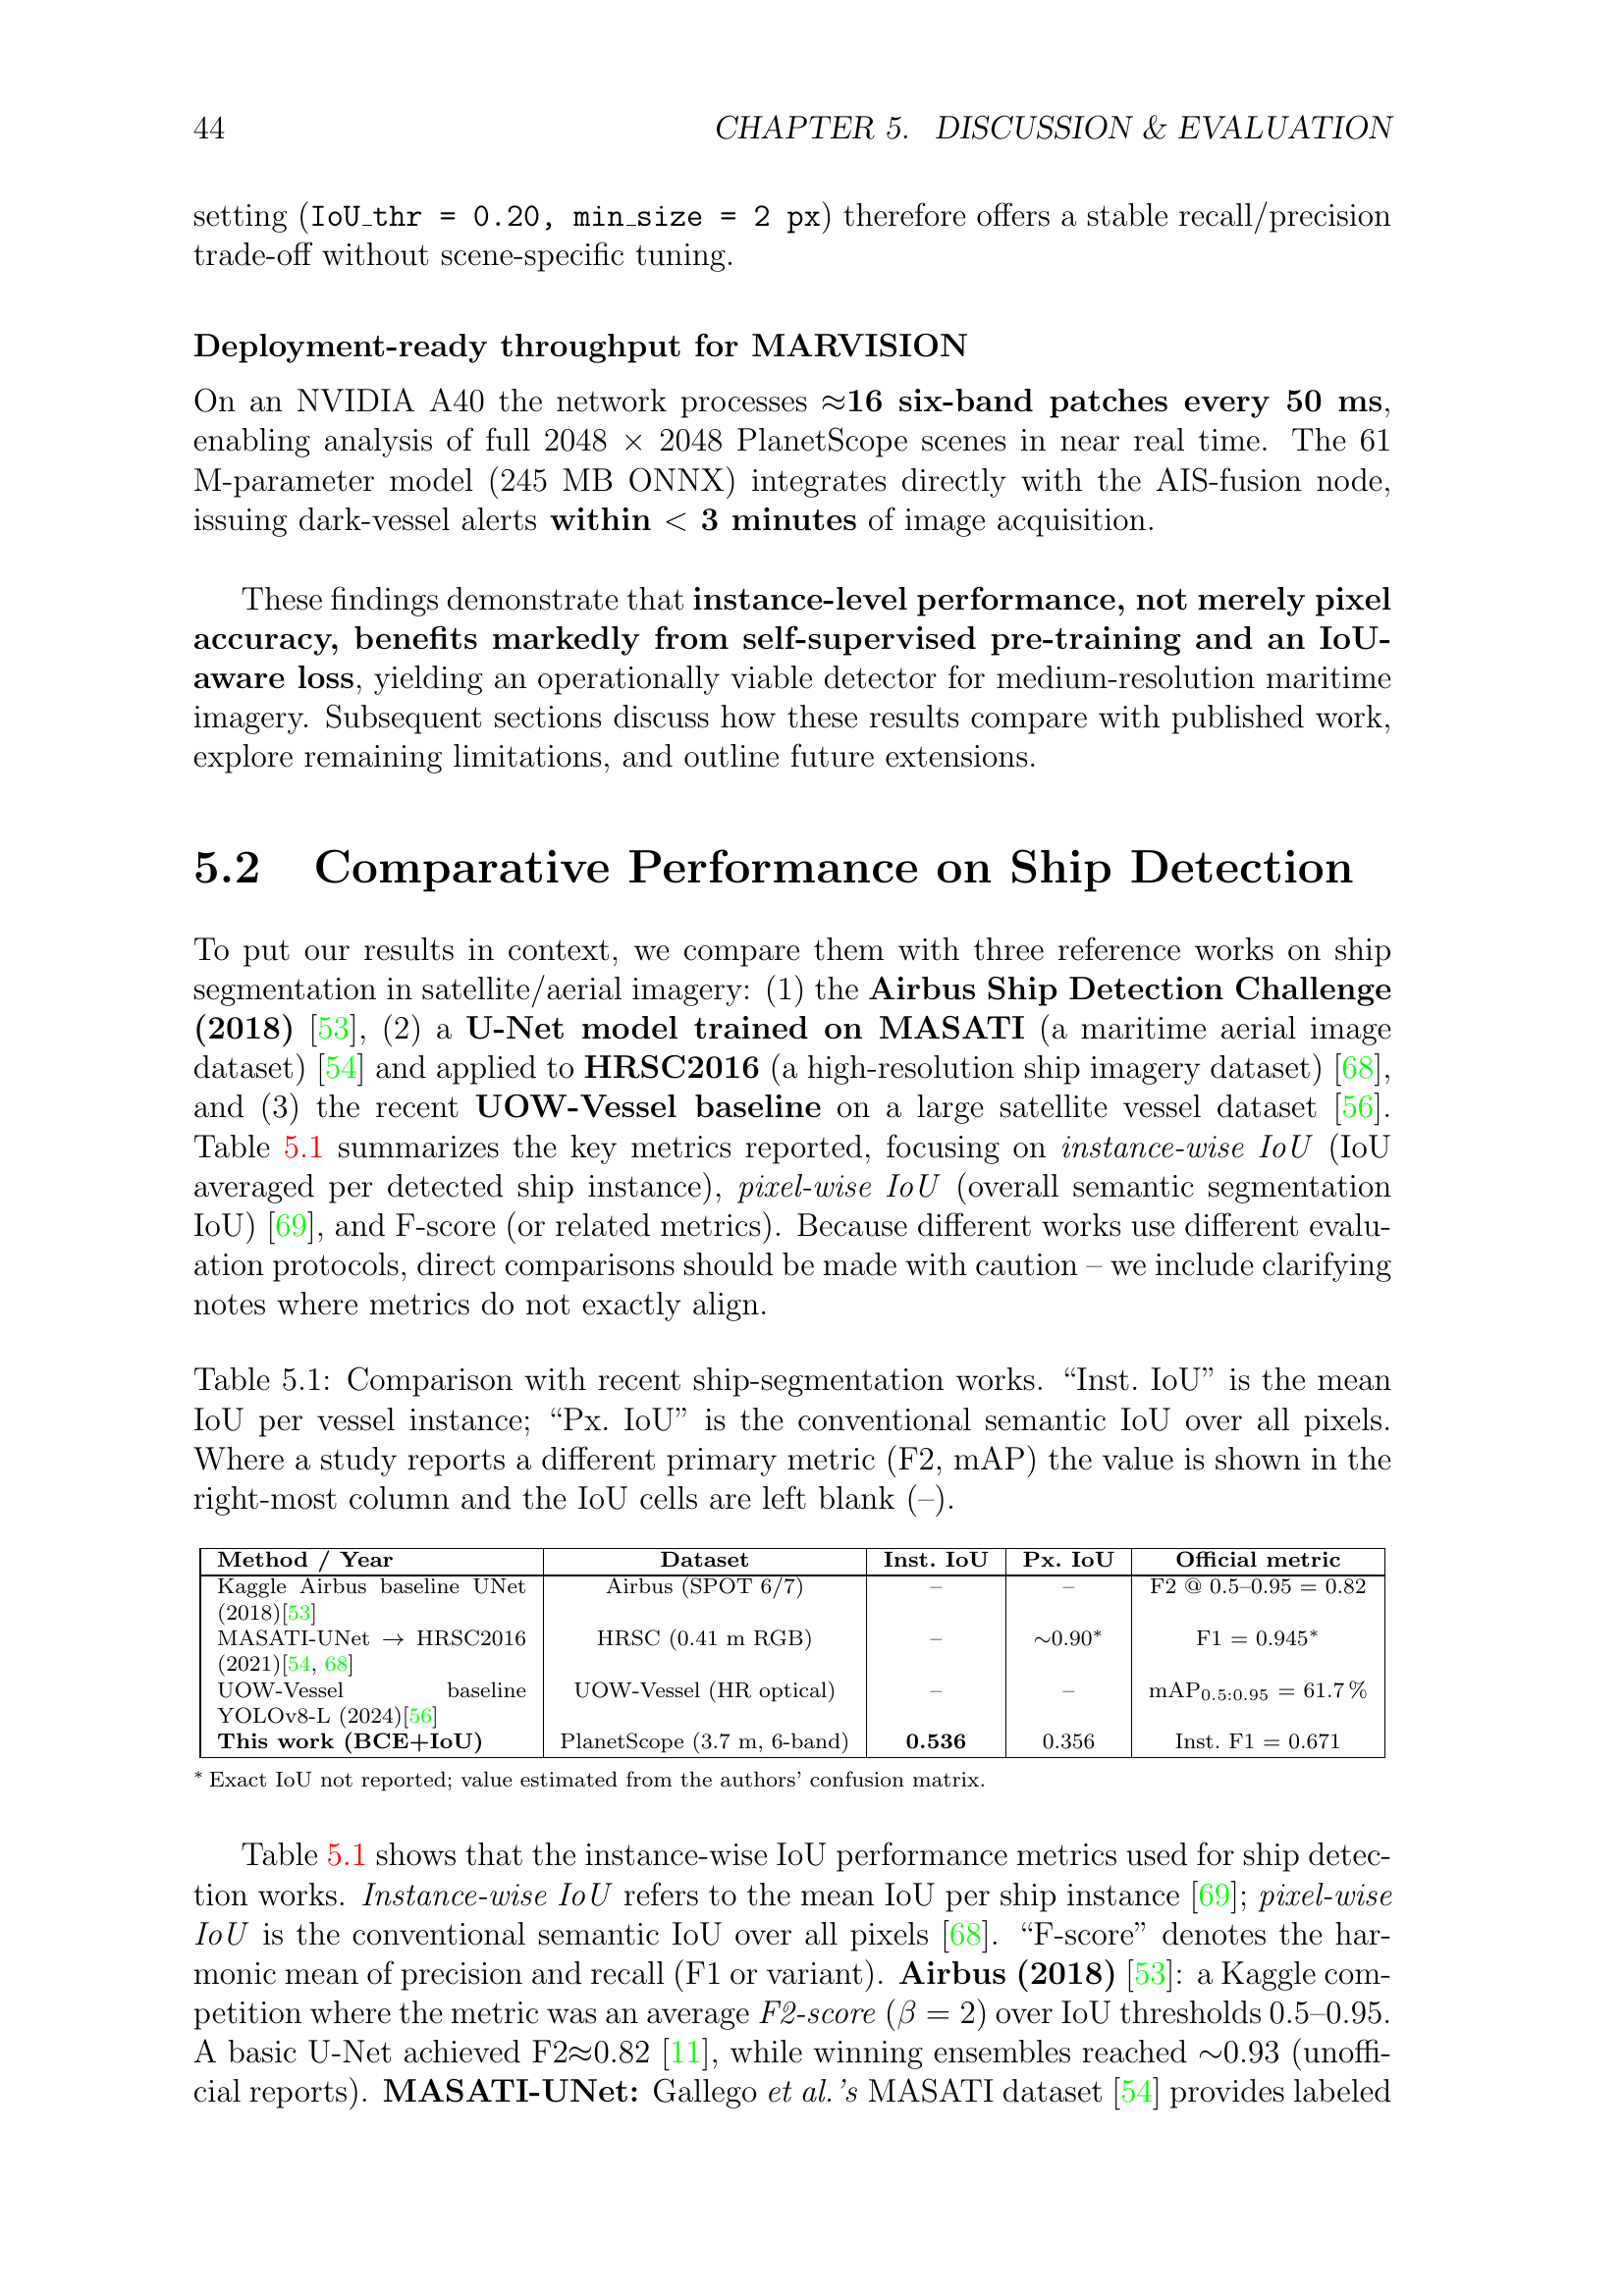 44 CHAPTER 5. DISCUSSION & EVALUATION
setting (IoU_thr = 0.20, min_size = 2 px) therefore offers a stable recall/precision
trade-off without scene-specific tuning.
Deployment-ready throughput for MARVISION
On an NVIDIA A40 the network processes ≈16 six-band patches every 50 ms,
enabling analysis of full 2048 × 2048 PlanetScope scenes in near real time. The 61
M-parameter model (245 MB ONNX) integrates directly with the AIS-fusion node,
issuing dark-vessel alerts within < 3 minutes of image acquisition.
These findings demonstrate that instance-level performance, not merely pixel
accuracy, benefits markedly from self-supervised pre-training and an IoU-
aware loss, yielding an operationally viable detector for medium-resolution maritime
imagery. Subsequent sections discuss how these results compare with published work,
explore remaining limitations, and outline future extensions.
5.2 Comparative Performance on Ship Detection
To put our results in context, we compare them with three reference works on ship
segmentation in satellite/aerial imagery: (1) the Airbus Ship Detection Challenge
(2018) [53], (2) a U-Net model trained on MASATI (a maritime aerial image
dataset) [54] and applied to HRSC2016 (a high-resolution ship imagery dataset) [68],
and (3) the recent UOW-Vessel baseline on a large satellite vessel dataset [56].
Table 5.1 summarizes the key metrics reported, focusing on instance-wise IoU (IoU
averaged per detected ship instance), pixel-wise IoU (overall semantic segmentation
IoU) [69], and F-score (or related metrics). Because different works use different evalu-
ation protocols, direct comparisons should be made with caution – we include clarifying
notes where metrics do not exactly align.
Table 5.1: Comparison with recent ship-segmentation works. “Inst. IoU” is the mean
IoU per vessel instance; “Px. IoU” is the conventional semantic IoU over all pixels.
Where a study reports a different primary metric (F2, mAP) the value is shown in the
right-most column and the IoU cells are left blank (–).
Method / Year Dataset Inst. IoU Px. IoU Official metric
Kaggle Airbus baseline UNet Airbus (SPOT 6/7) – – F2 @ 0.5–0.95 = 0.82
(2018)[53]
MASATI-UNet → HRSC2016 HRSC (0.41 m RGB) – ~0.90* F1 = 0.945*
(2021)[54, 68]
UOW-Vessel baseline UOW-Vessel (HR optical) – – mAP0.5:0.95 = 61.7 %
YOLOv8-L (2024)[56]
This work (BCE+IoU) PlanetScope (3.7 m, 6-band) 0.536 0.356 Inst. F1 = 0.671
* Exact IoU not reported; value estimated from the authors’ confusion matrix.
Table 5.1 shows that the instance-wise IoU performance metrics used for ship detec-
tion works. Instance-wise IoU refers to the mean IoU per ship instance [69]; pixel-wise
IoU is the conventional semantic IoU over all pixels [68]. “F-score” denotes the har-
monic mean of precision and recall (F1 or variant). Airbus (2018) [53]: a Kaggle com-
petition where the metric was an average F2-score (β = 2) over IoU thresholds 0.5–0.95.
A basic U-Net achieved F2≈0.82 [11], while winning ensembles reached ~0.93 (unoffi-
cial reports). MASATI-UNet: Gallego et al.’s MASATI dataset [54] provides labeled